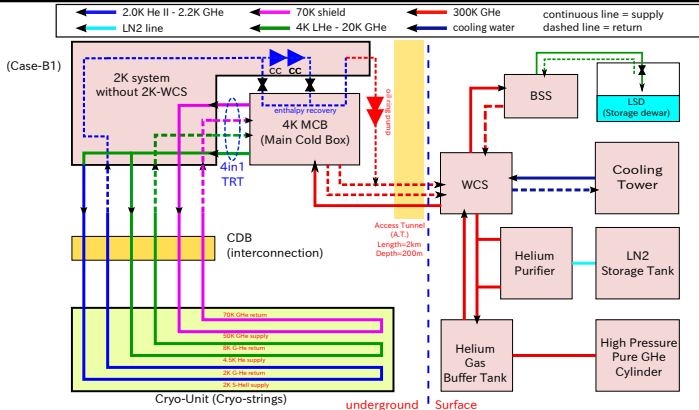 2.0K He II - 2.2K GHe
70K shield
300K GHe
continuous line = supply
LN2 line
4K LHe - 20K GHe
cooling water
dashed line = return
(Case-B1)
2K system
without 2K-WCS
CC
CC
enthalpy recovery
4K MCB
(Main Cold Box)
oil ring pump
4in1
TRT
BSS
LSD
(Storage dewar)
WCS
Cooling
Tower
Access Tunnel
(A.T.)
Length=2km
Depth=200m
CDB
(interconnection)
Helium
Purifier
LN2
Storage Tank
70K GHe return
50K GHe supply
8K G-He return
4.5K He supply
2K G-He return
2K S-HeII supply
Helium
Gas
Buffer Tank
High Pressure
Pure GHe
Cylinder
Cryo-Unit (Cryo-strings)
underground
Surface